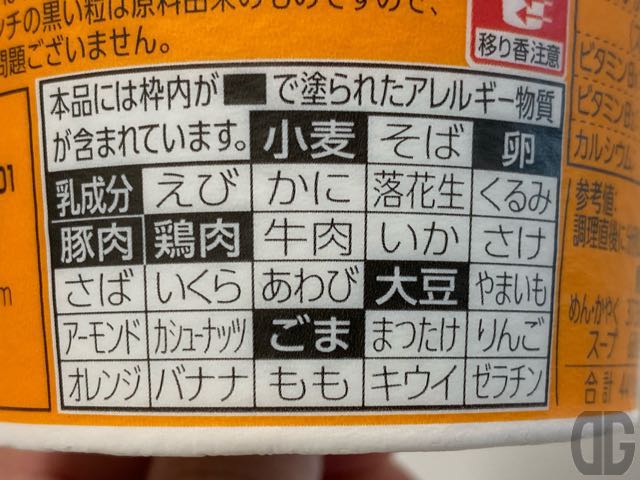 ンチの黒い粒は原料由来のものですので、
問題ございません。
移り香注意
本品には枠内が■で塗られたアレルギー物質
が含まれています。 小麦 そば 卵
乳成分 えび かに 落花生 くるみ
豚肉 鶏肉 牛肉 いか さけ
さば いくら あわび 大豆 やまいも
アーモンド カシューナッツ ごま まつたけ りんご
オレンジ バナナ もも キウイ ゼラチン
ビタミン
ビタミン
カルシウム
参考値
調理直後に
めん・かやく
スープ
合計 4
01
m
DG